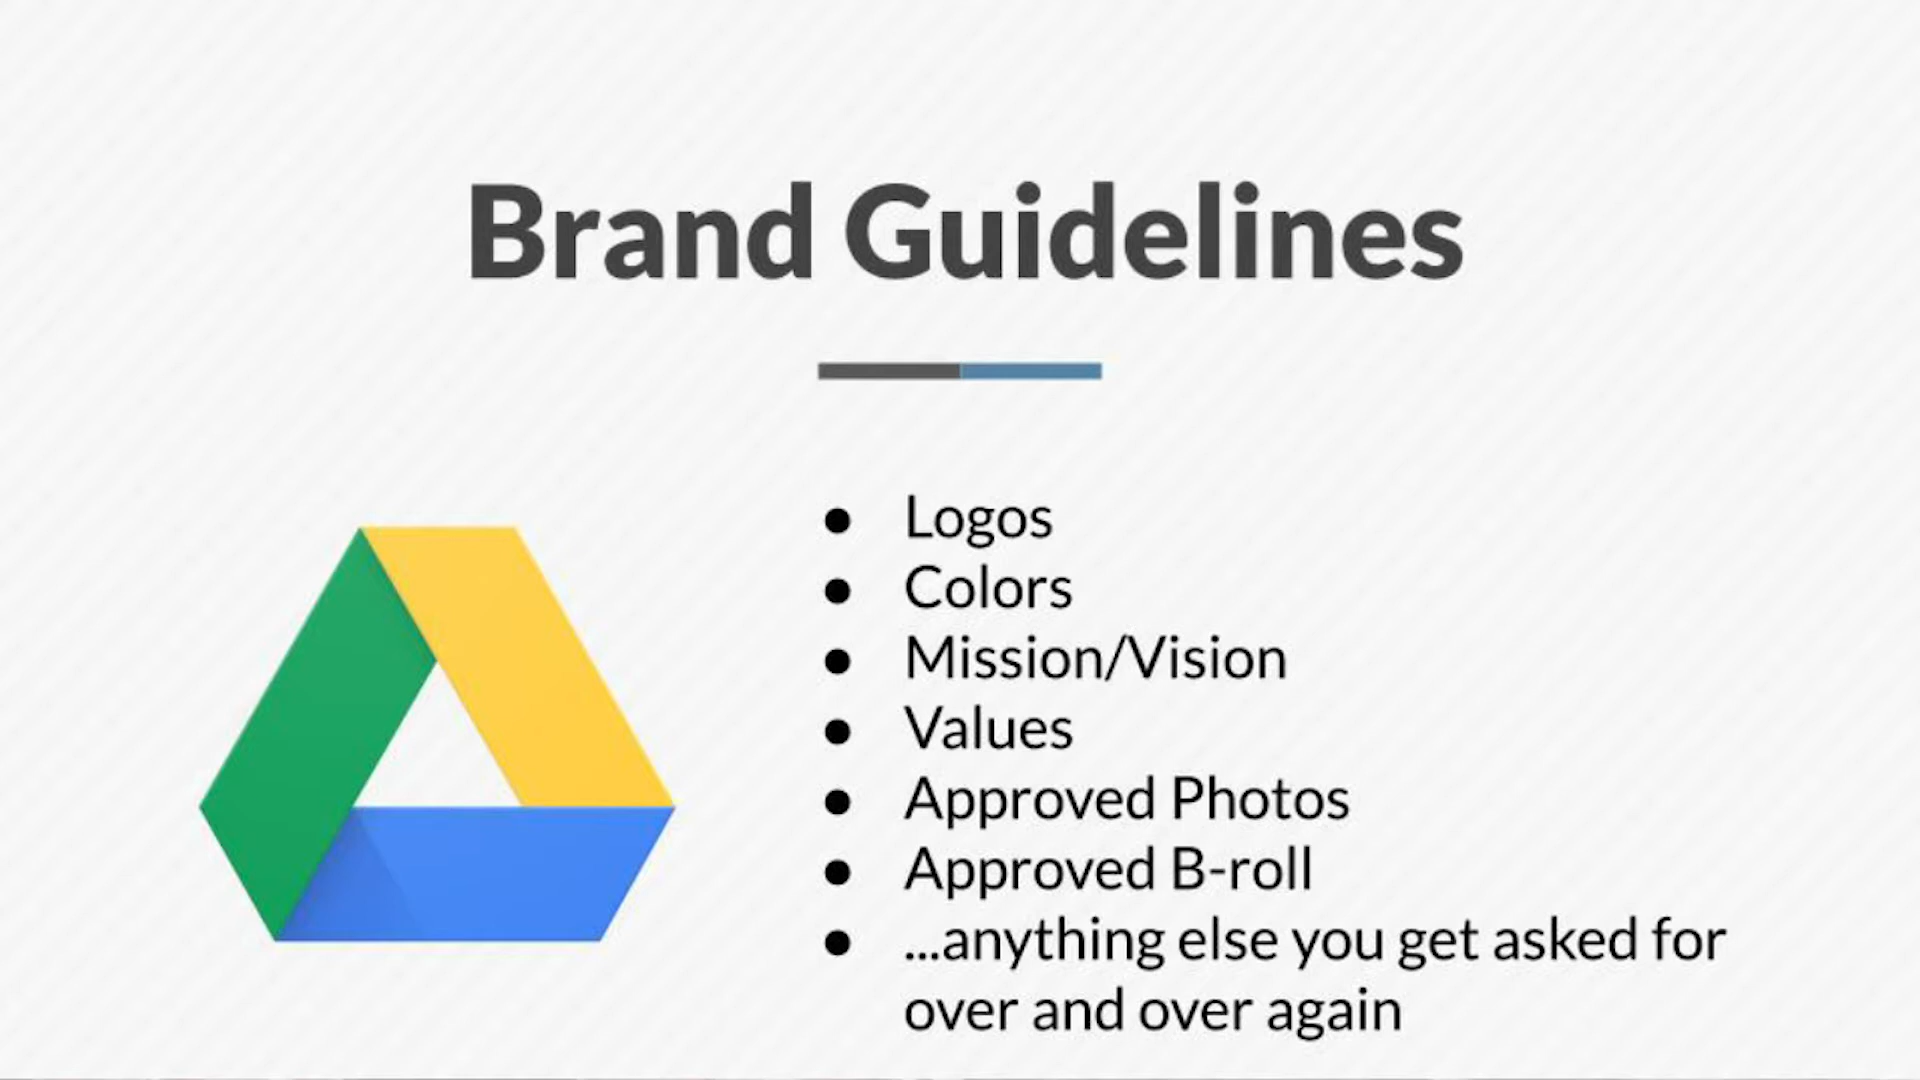 Brand Guidelines
● Logos
● Colors
● Mission/Vision
● Values
● Approved Photos
● Approved B-roll
● ...anything else you get asked for
over and over again